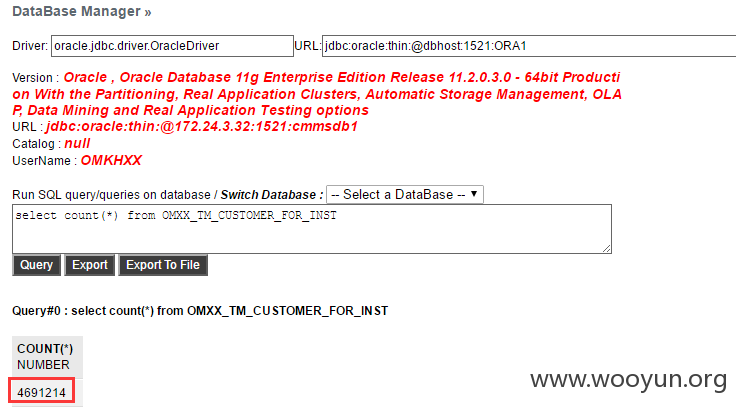 DataBase Manager »
Driver: oracle.jdbc.driver.OracleDriver URL: jdbc:oracle:thin:@dbhost:1521:ORA1
Version : Oracle , Oracle Database 11g Enterprise Edition Release 11.2.0.3.0 - 64bit Producti
on With the Partitioning, Real Application Clusters, Automatic Storage Management, OLA
P, Data Mining and Real Application Testing options
URL : jdbc:oracle:thin:@172.24.3.32:1521:cmmsdb1
Catalog : null
UserName : OMKHXX
Run SQL query/queries on database / Switch Database : -- Select a DataBase --
select count(*) from OMXX_TM_CUSTOMER_FOR_INST
Query Export Export To File
Query#0 : select count(*) from OMXX_TM_CUSTOMER_FOR_INST
COUNT(*)
NUMBER
4691214
www.wooyun.org